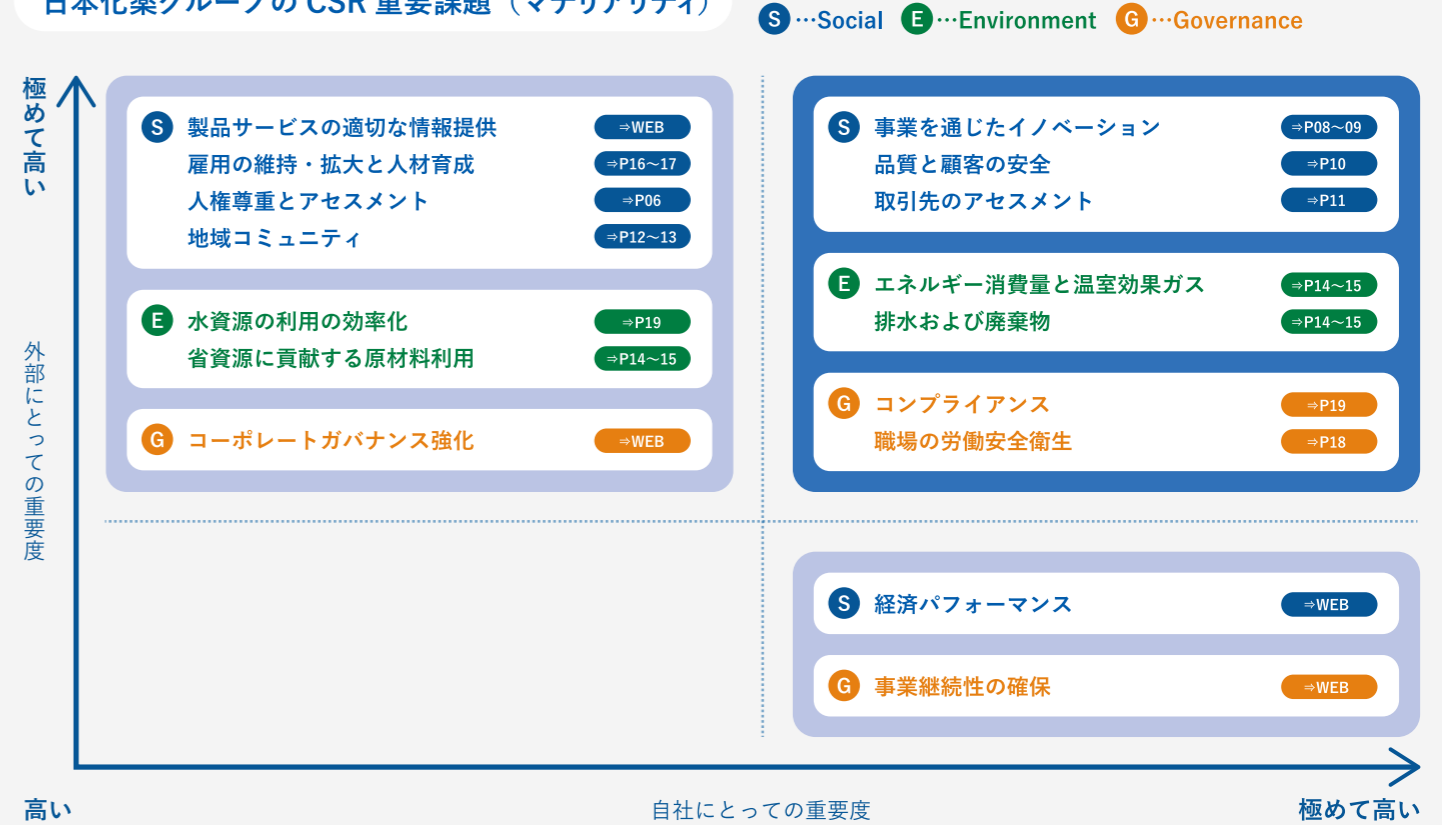 日本化薬グループの CSR 重要課題（マテリアリティ）
S…Social E…Environment G…Governance
極めて高い
外部にとっての重要度
S 製品サービスの適切な情報提供 ⇒WEB
雇用の維持・拡大と人材育成 ⇒P16～17
人権尊重とアセスメント ⇒P06
地域コミュニティ ⇒P12～13
E 水資源の利用の効率化 ⇒P19
省資源に貢献する原材料利用 ⇒P14～15
G コーポレートガバナンス強化 ⇒WEB
S 事業を通じたイノベーション ⇒P08～09
品質と顧客の安全 ⇒P10
取引先のアセスメント ⇒P11
E エネルギー消費量と温室効果ガス ⇒P14～15
排水および廃棄物 ⇒P14～15
G コンプライアンス ⇒P19
職場の労働安全衛生 ⇒P18
S 経済パフォーマンス ⇒WEB
G 事業継続性の確保 ⇒WEB
高い
自社にとっての重要度
極めて高い